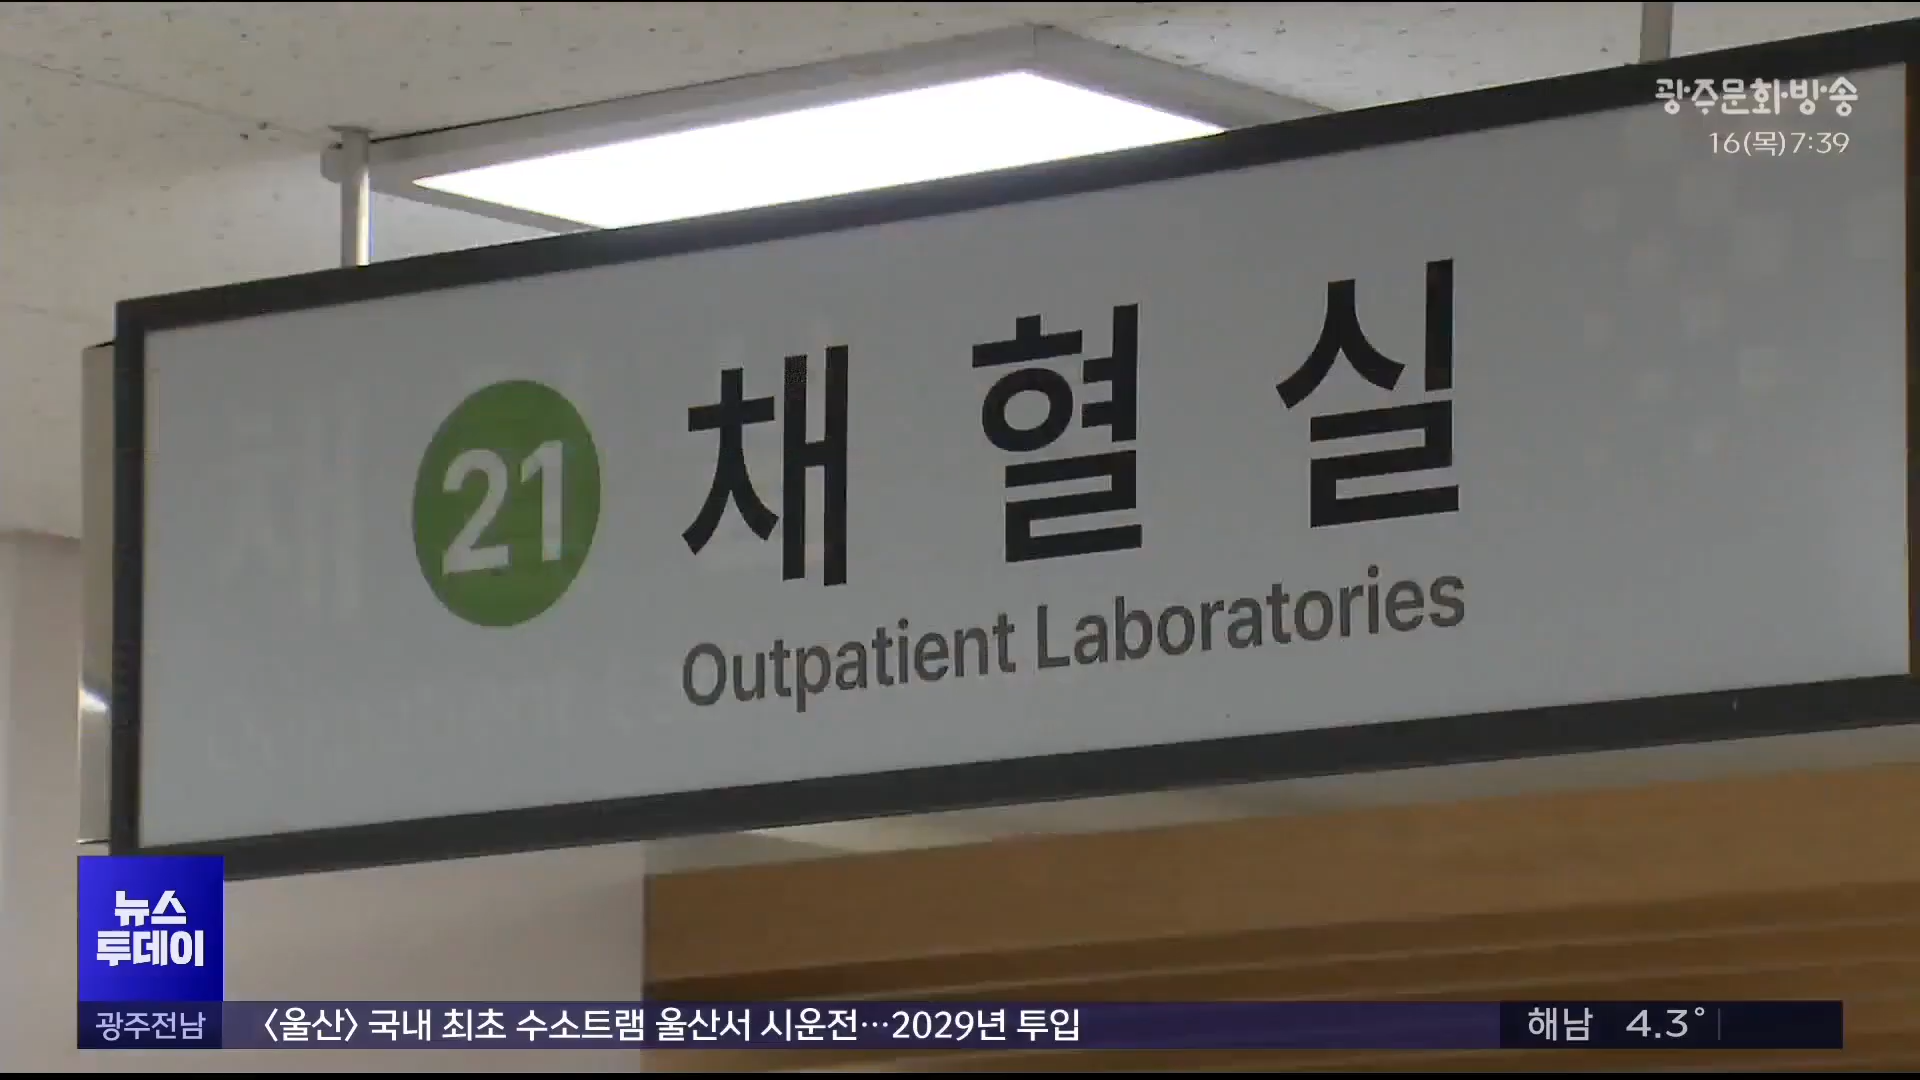 광주문화방송
16(목)7:39
21 채혈실
Outpatient Laboratories
뉴스
투데이
광주전남 〈울산〉 국내 최초 수소트램 울산서 시운전…2029년 투입 해남 4.3°